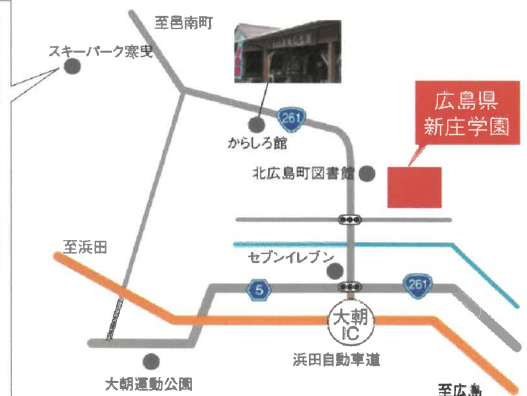 至邑南町
スキーパーク寒曳
広島県
新庄学園
261
からしろ館
北広島町図書館
至浜田
セブンイレブン
5
261
大朝
IC
浜田自動車道
大朝運動公園
至広島